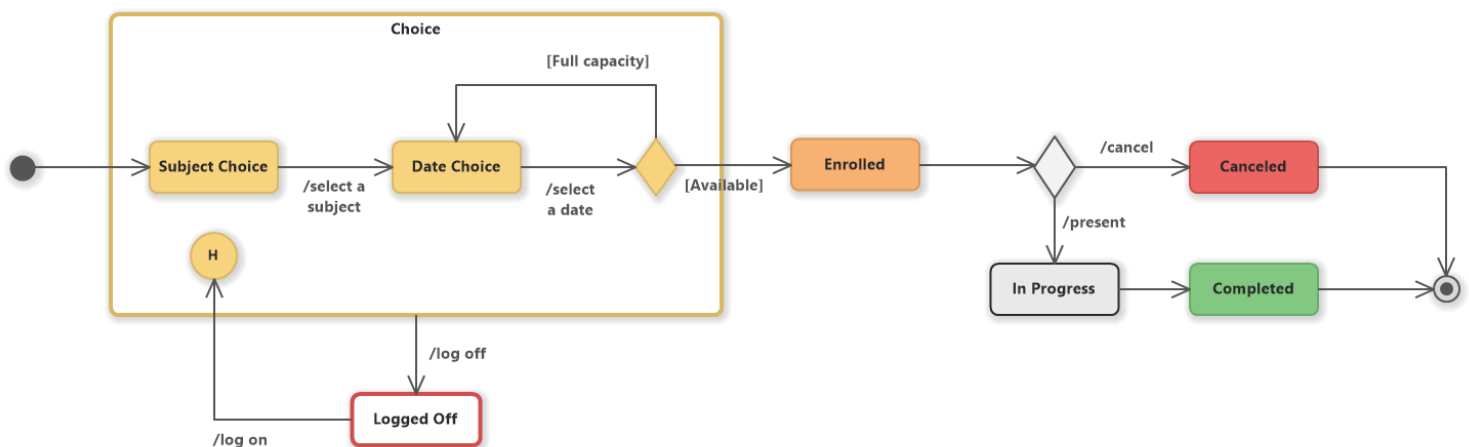 Choice
[Full capacity]
Subject Choice
/select a
subject
Date Choice
/select
a date
[Available]
Enrolled
/cancel
Canceled
/present
H
In Progress
Completed
/log off
Logged Off
/log on